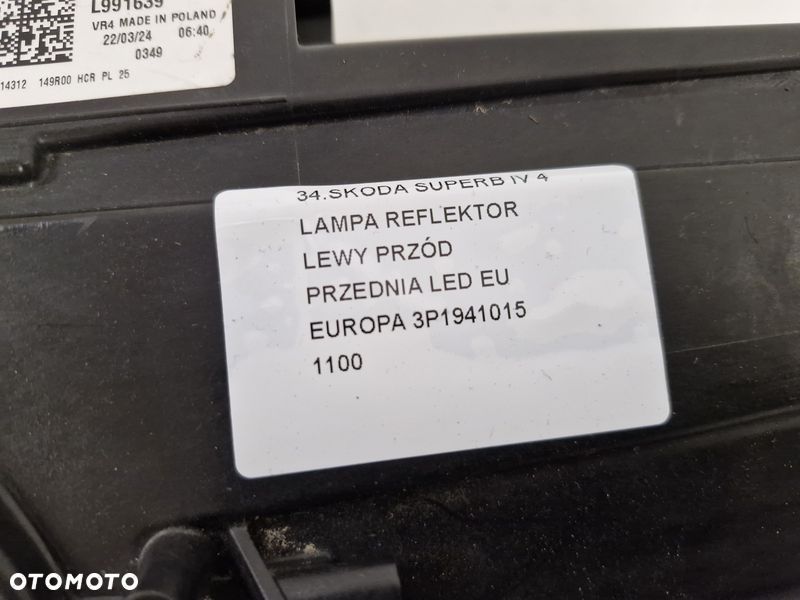 L991639
VR4 MADE IN POLAND
22/03/24 06:40
0349
14312 149R00 HCR PL 25
34.SKODA SUPERB IV 4
LAMPA REFLEKTOR
LEWY PRZÓD
PRZEDNIA LED EU
EUROPA 3P1941015
1100
OTOMOTO